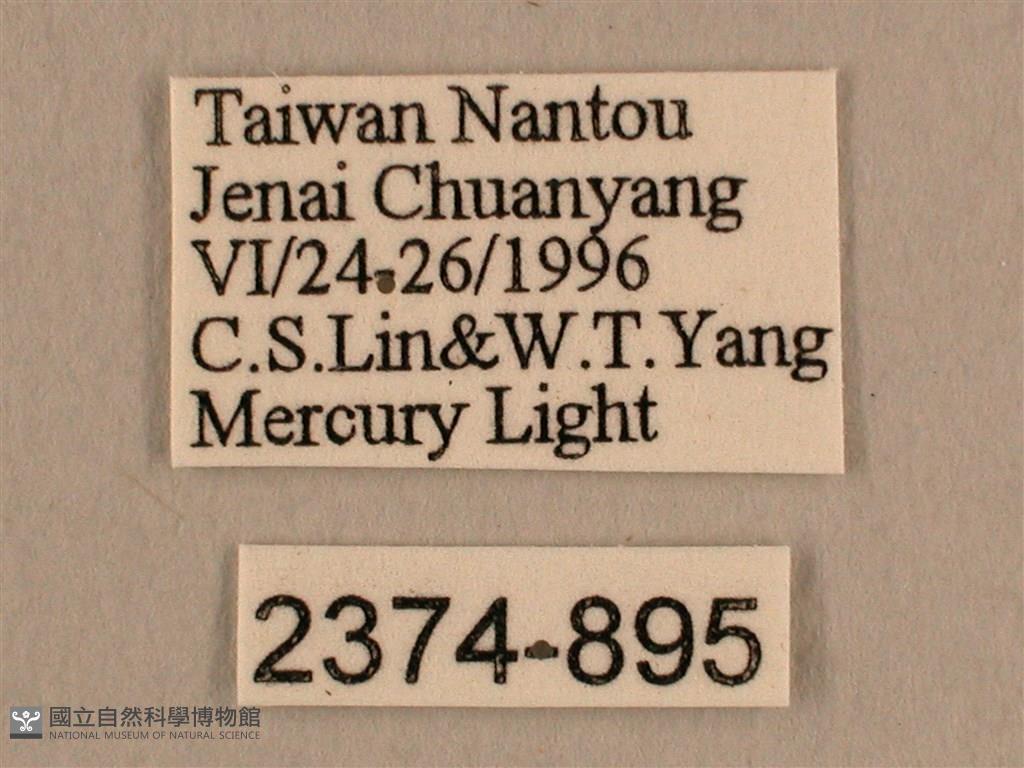 Taiwan Nantou
Jenai Chuanyang
VI/24-26/1996
C.S.Lin&W.T.Yang
Mercury Light
2374-895
國立自然科學博物館
NATIONAL MUSEUM OF NATURAL SCIENCE